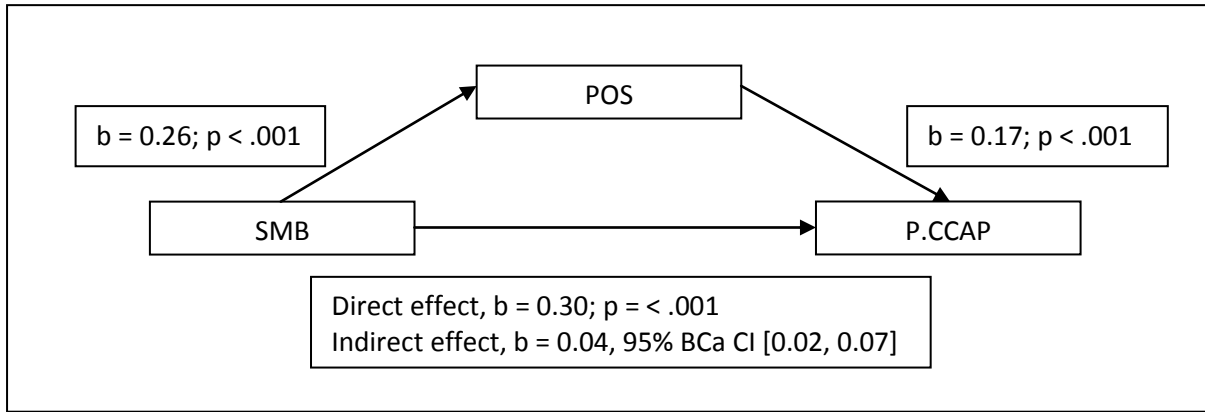 POS
b = 0.26; p < .001
b = 0.17; p < .001
SMB
P.CCAP
Direct effect, b = 0.30; p = < .001
Indirect effect, b = 0.04, 95% BCa CI [0.02, 0.07]